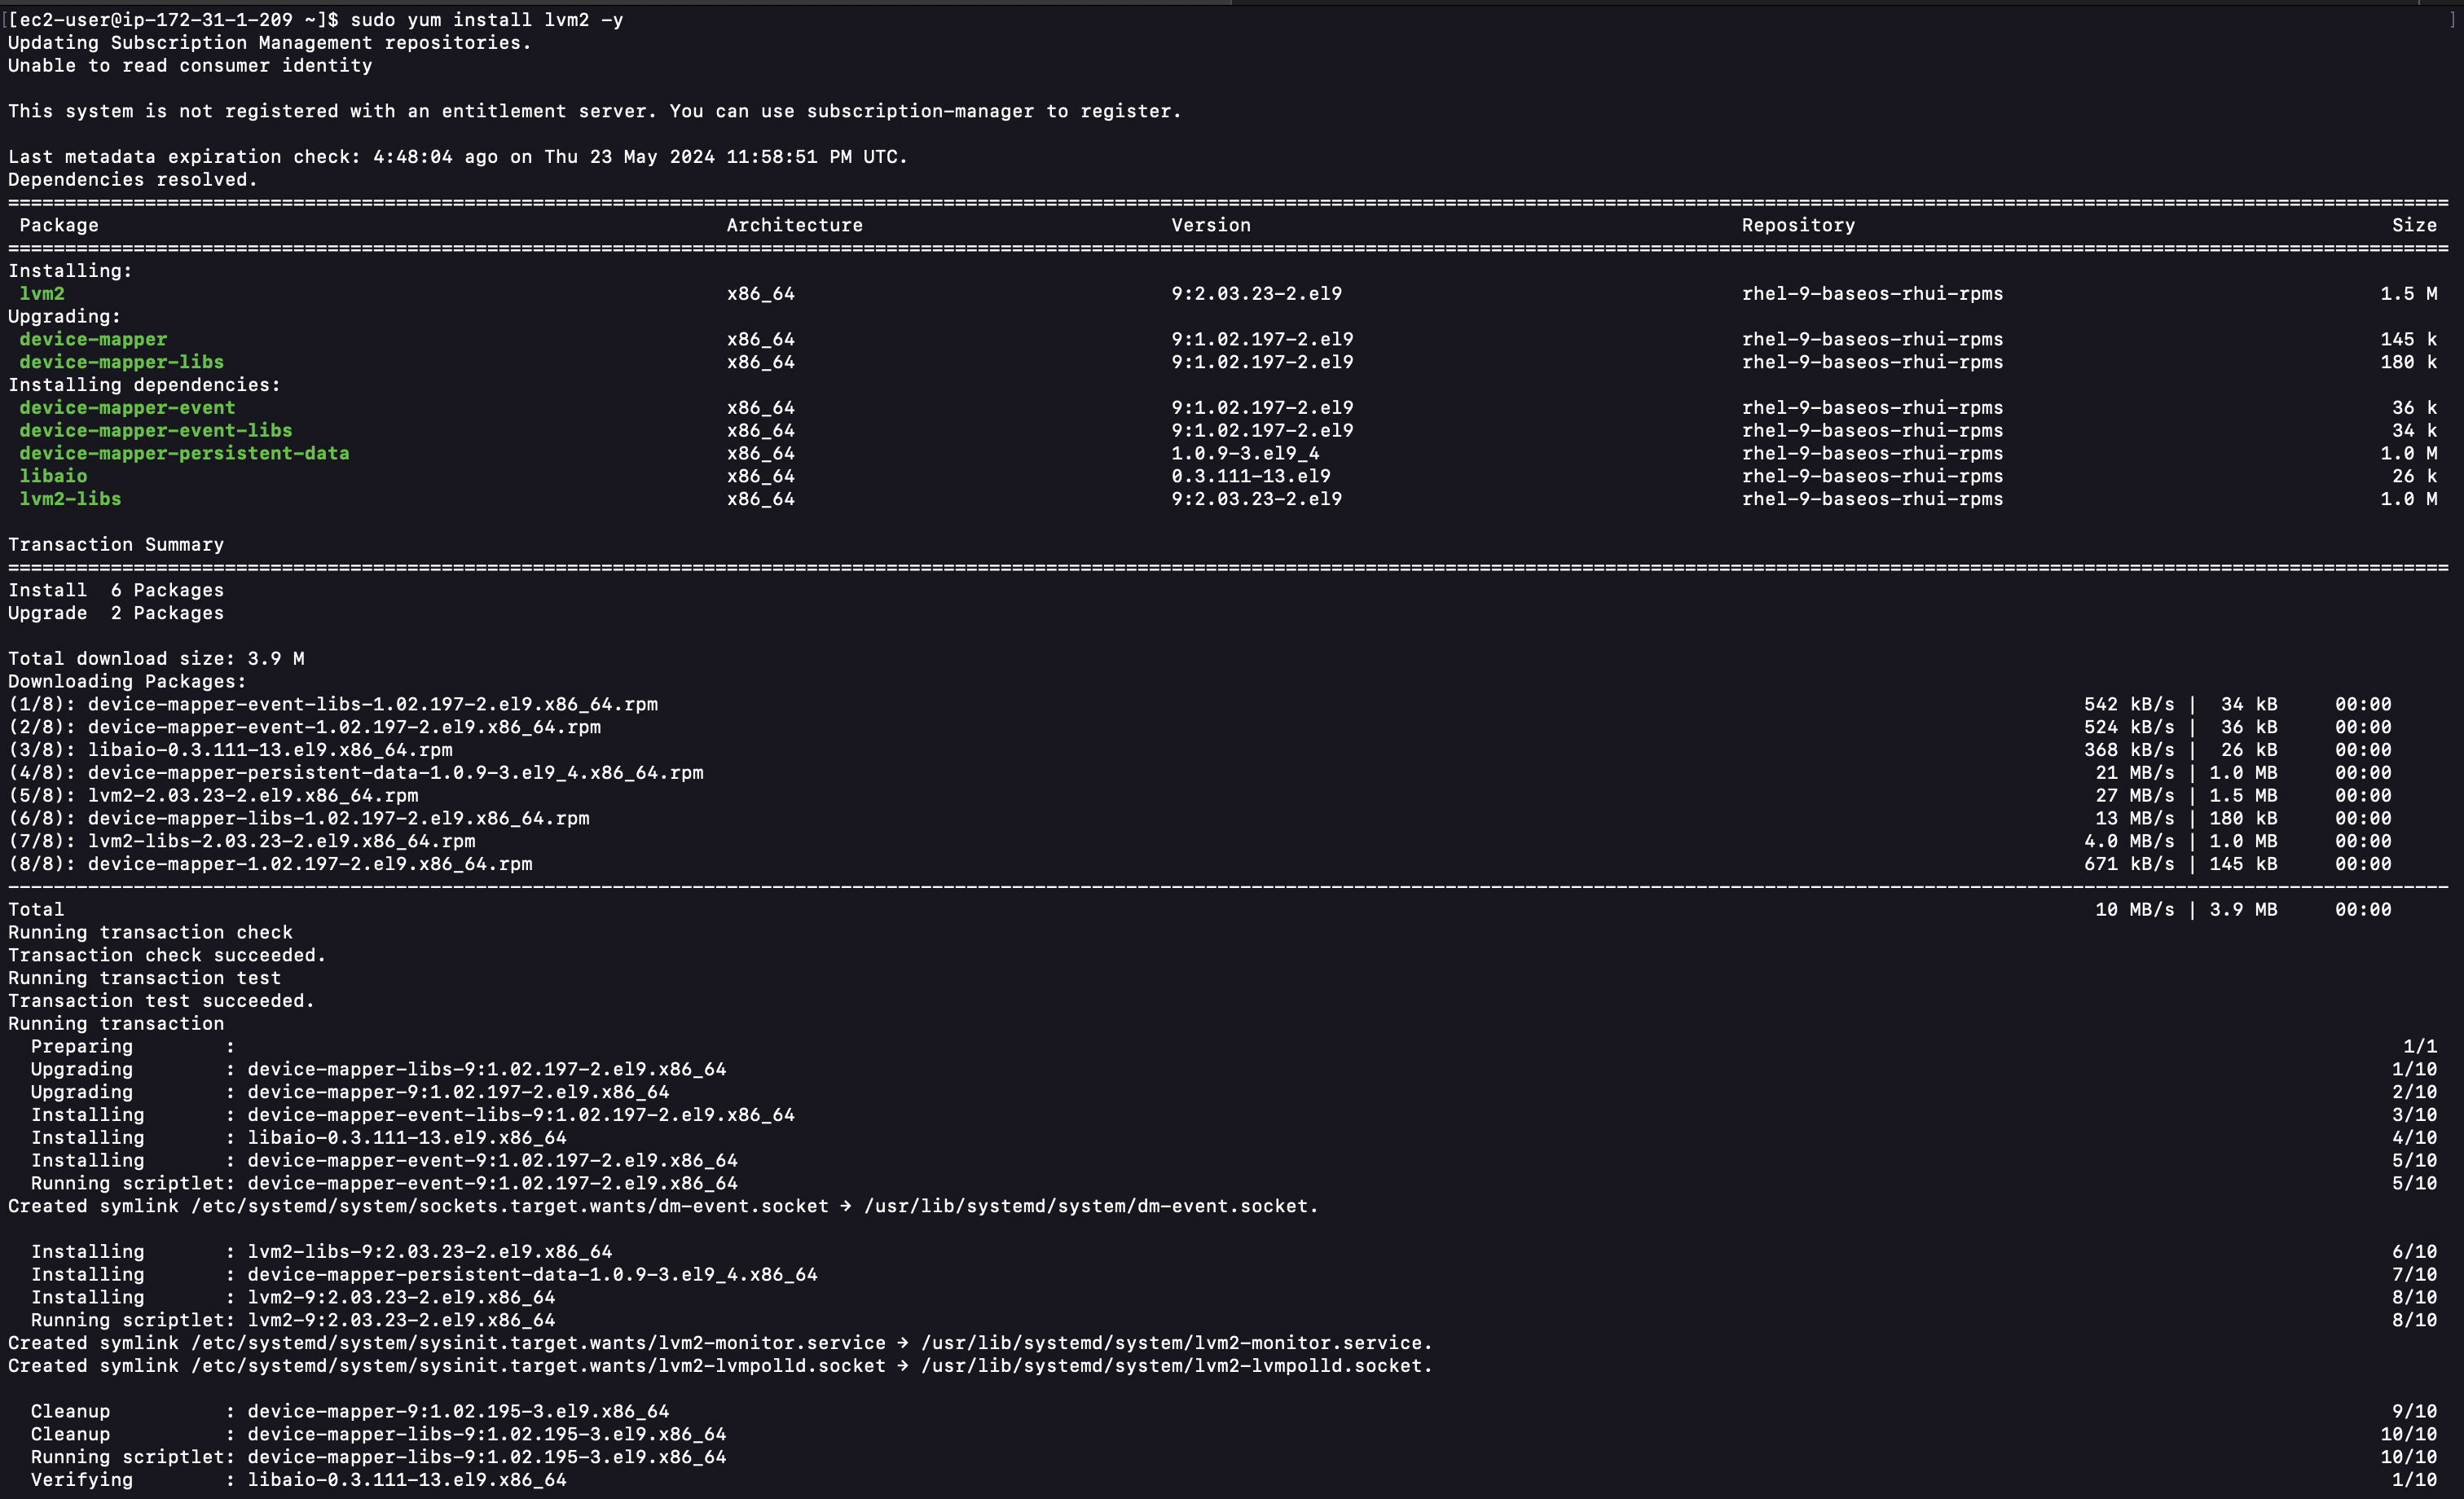 [[ec2-user@ip-172-31-1-209 ~]$ sudo yum install lvm2 -y ]
Updating Subscription Management repositories.
Unable to read consumer identity
This system is not registered with an entitlement server. You can use subscription-manager to register.
Last metadata expiration check: 4:48:04 ago on Thu 23 May 2024 11:58:51 PM UTC.
Dependencies resolved.
Package Architecture Version Repository Size
Installing:
lvm2 x86_64 9:2.03.23-2.el9 rhel-9-baseos-rhui-rpms 1.5 M
Upgrading:
device-mapper x86_64 9:1.02.197-2.el9 rhel-9-baseos-rhui-rpms 145 k
device-mapper-libs x86_64 9:1.02.197-2.el9 rhel-9-baseos-rhui-rpms 180 k
Installing dependencies:
device-mapper-event x86_64 9:1.02.197-2.el9 rhel-9-baseos-rhui-rpms 36 k
device-mapper-event-libs x86_64 9:1.02.197-2.el9 rhel-9-baseos-rhui-rpms 34 k
device-mapper-persistent-data x86_64 1.0.9-3.el9_4 rhel-9-baseos-rhui-rpms 1.0 M
libaio x86_64 0.3.111-13.el9 rhel-9-baseos-rhui-rpms 26 k
lvm2-libs x86_64 9:2.03.23-2.el9 rhel-9-baseos-rhui-rpms 1.0 M
Transaction Summary
Install 6 Packages
Upgrade 2 Packages
Total download size: 3.9 M
Downloading Packages:
(1/8): device-mapper-event-libs-1.02.197-2.el9.x86_64.rpm 542 kB/s | 34 kB 00:00
(2/8): device-mapper-event-1.02.197-2.el9.x86_64.rpm 524 kB/s | 36 kB 00:00
(3/8): libaio-0.3.111-13.el9.x86_64.rpm 368 kB/s | 26 kB 00:00
(4/8): device-mapper-persistent-data-1.0.9-3.el9_4.x86_64.rpm 21 MB/s | 1.0 MB 00:00
(5/8): lvm2-2.03.23-2.el9.x86_64.rpm 27 MB/s | 1.5 MB 00:00
(6/8): device-mapper-libs-1.02.197-2.el9.x86_64.rpm 13 MB/s | 180 kB 00:00
(7/8): lvm2-libs-2.03.23-2.el9.x86_64.rpm 4.0 MB/s | 1.0 MB 00:00
(8/8): device-mapper-1.02.197-2.el9.x86_64.rpm 671 kB/s | 145 kB 00:00
Total 10 MB/s | 3.9 MB 00:00
Running transaction check
Transaction check succeeded.
Running transaction test
Transaction test succeeded.
Running transaction
Preparing : 1/1
Upgrading : device-mapper-libs-9:1.02.197-2.el9.x86_64 1/10
Upgrading : device-mapper-9:1.02.197-2.el9.x86_64 2/10
Installing : device-mapper-event-libs-9:1.02.197-2.el9.x86_64 3/10
Installing : libaio-0.3.111-13.el9.x86_64 4/10
Installing : device-mapper-event-9:1.02.197-2.el9.x86_64 5/10
Running scriptlet: device-mapper-event-9:1.02.197-2.el9.x86_64 5/10
Created symlink /etc/systemd/system/sockets.target.wants/dm-event.socket → /usr/lib/systemd/system/dm-event.socket.
Installing : lvm2-libs-9:2.03.23-2.el9.x86_64 6/10
Installing : device-mapper-persistent-data-1.0.9-3.el9_4.x86_64 7/10
Installing : lvm2-9:2.03.23-2.el9.x86_64 8/10
Running scriptlet: lvm2-9:2.03.23-2.el9.x86_64 8/10
Created symlink /etc/systemd/system/sysinit.target.wants/lvm2-monitor.service → /usr/lib/systemd/system/lvm2-monitor.service.
Created symlink /etc/systemd/system/sysinit.target.wants/lvm2-lvmpolld.socket → /usr/lib/systemd/system/lvm2-lvmpolld.socket.
Cleanup : device-mapper-9:1.02.195-3.el9.x86_64 9/10
Cleanup : device-mapper-libs-9:1.02.195-3.el9.x86_64 10/10
Running scriptlet: device-mapper-libs-9:1.02.195-3.el9.x86_64 10/10
Verifying : libaio-0.3.111-13.el9.x86_64 1/10